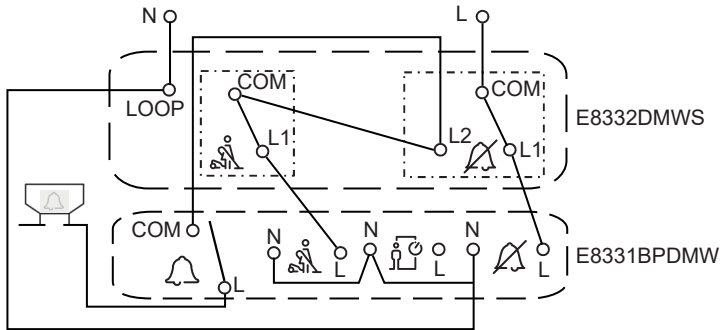 N L
LOOP COM COM
L1 L2 L1
E8332DMWS
COM N L N L N L
L
E8331BPDMW